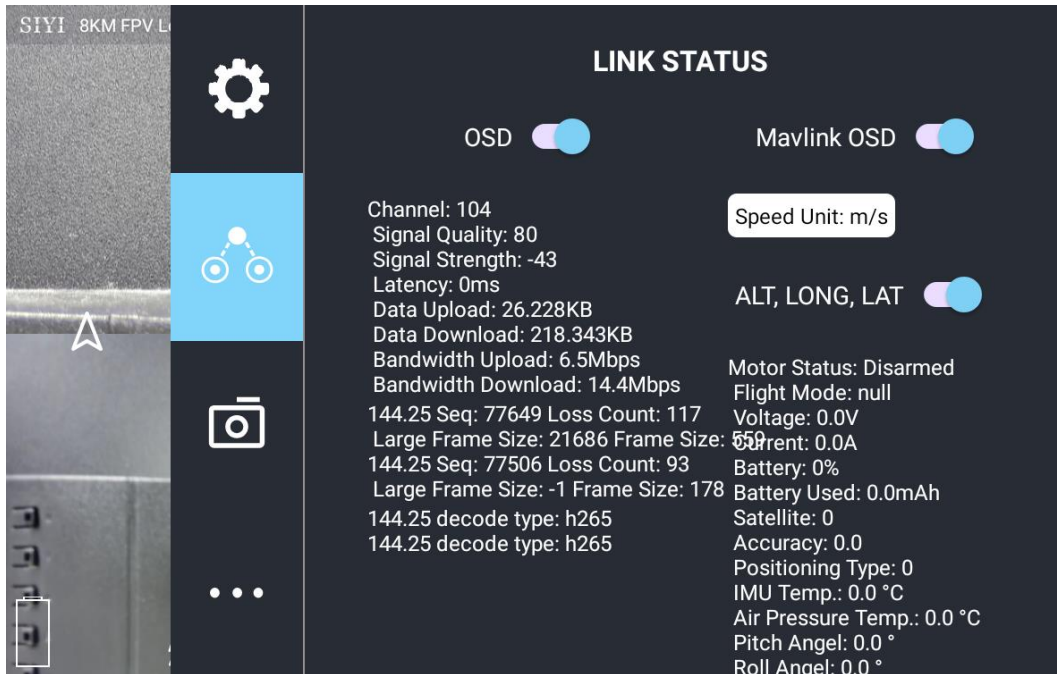 SIYI 8KM FPV L
LINK STATUS
OSD
Mavlink OSD
Channel: 104
Signal Quality: 80
Signal Strength: -43
Latency: 0ms
Data Upload: 26.228KB
Data Download: 218.343KB
Bandwidth Upload: 6.5Mbps
Bandwidth Download: 14.4Mbps
144.25 Seq: 77649 Loss Count: 117
Large Frame Size: 21686 Frame Size: 559
144.25 Seq: 77506 Loss Count: 93
Large Frame Size: -1 Frame Size: 178
144.25 decode type: h265
144.25 decode type: h265
Speed Unit: m/s
ALT, LONG, LAT
Motor Status: Disarmed
Flight Mode: null
Voltage: 0.0V
Current: 0.0A
Battery: 0%
Battery Used: 0.0mAh
Satellite: 0
Accuracy: 0.0
Positioning Type: 0
IMU Temp.: 0.0 °C
Air Pressure Temp.: 0.0 °C
Pitch Angel: 0.0 °
Roll Angel: 0.0 °